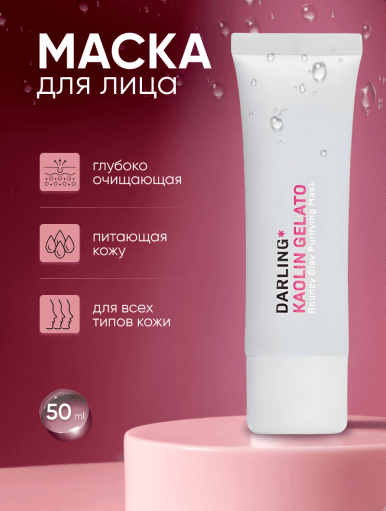 МАСКА
для лица
глубоко
очищающая
питающая
кожу
для всех
типов кожи
50 ml
DARLING*
KAOLIN GELATO
Bouncy Clay Purifying Mask